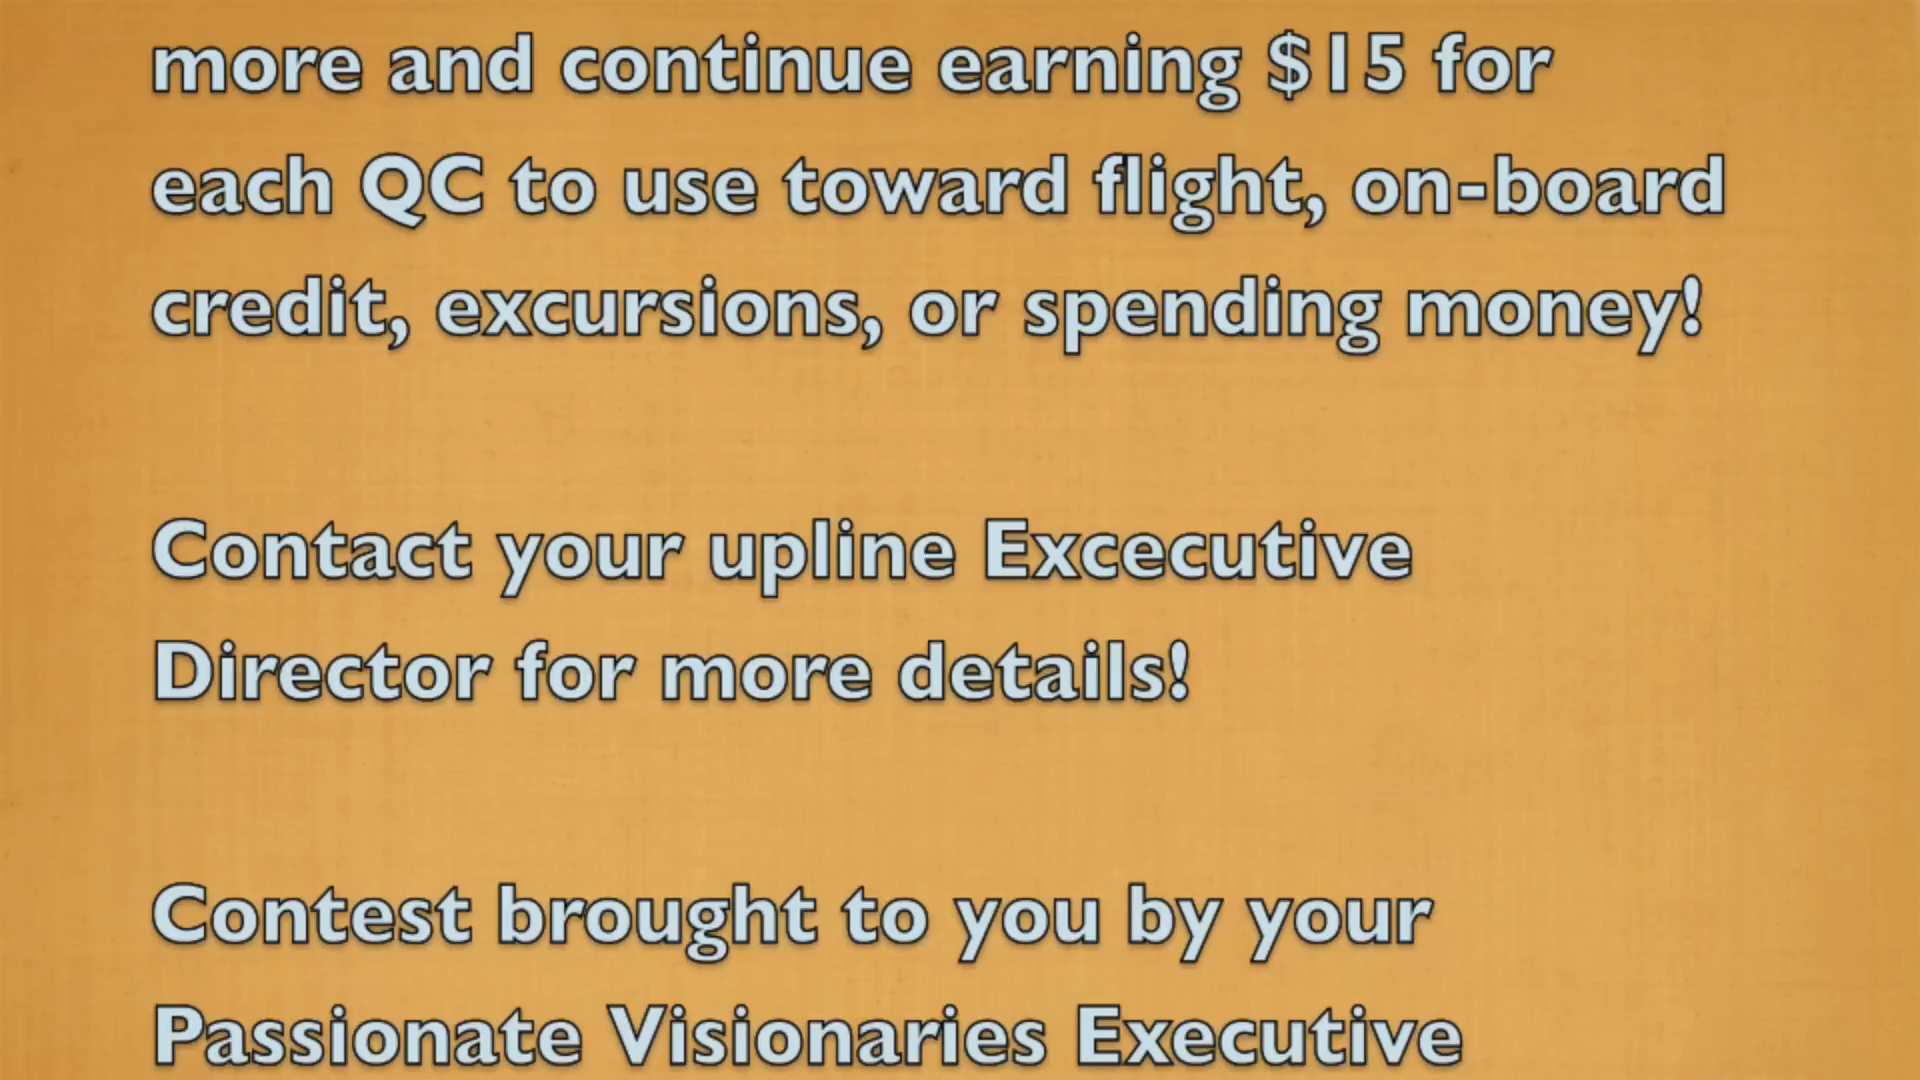 more and continue earning $15 for
each QC to use toward flight, on-board
credit, excursions, or spending money!
Contact your upline Excecutive
Director for more details!
Contest brought to you by your
Passionate Visionaries Executive